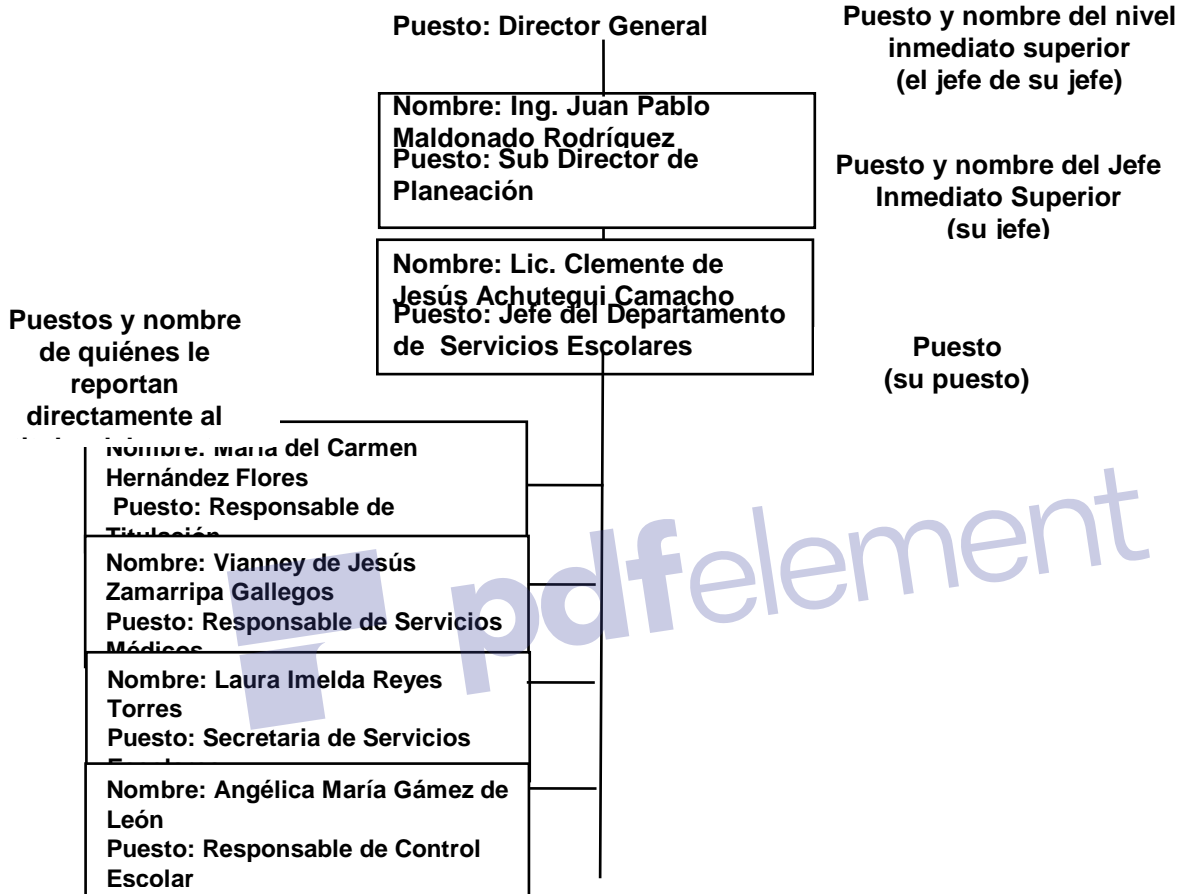 Puesto: Director General
Puesto y nombre del nivel
inmediato superior
(el jefe de su jefe)
Nombre: Ing. Juan Pablo
Maldonado Rodríguez
Puesto: Sub Director de
Planeación
Puesto y nombre del Jefe
Inmediato Superior
(su jefe)
Nombre: Lic. Clemente de
Jesús Achutegui Camacho
Puesto: Jefe del Departamento
de Servicios Escolares
Puesto
(su puesto)
Puestos y nombre
de quiénes le
reportan
directamente al
Nombre: María del Carmen
Hernández Flores
Puesto: Responsable de
Titulación
Nombre: Vianney de Jesús
Zamarripa Gallegos
Puesto: Responsable de Servicios
Médicos
Nombre: Laura Imelda Reyes
Torres
Puesto: Secretaria de Servicios
Nombre: Angélica María Gámez de
León
Puesto: Responsable de Control
Escolar
pdfelement